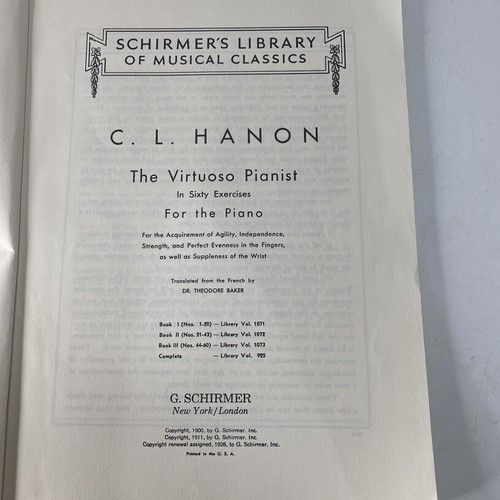 SCHIRMER'S LIBRARY
OF MUSICAL CLASSICS
C. L. HANON
The Virtuoso Pianist
In Sixty Exercises
For the Piano
For the Acquirement of Agility, Independence,
Strength, and Perfect Evenness in the Fingers,
as well as Suppleness of the Wrist
Translated from the French by
DR. THEODORE BAKER
Book I (Nos. 1-20) — Library Vol. 1071
Book II (Nos. 21-43) — Library Vol. 1072
Book III (Nos. 44-60) — Library Vol. 1073
Complete — Library Vol. 925
G. SCHIRMER
New York/London
Copyright, 1900, by G. Schirmer, Inc.
Copyright, 1911, by G. Schirmer, Inc.
Copyright renewal assigned, 1928, to G. Schirmer, Inc.
Printed in the U. S. A.